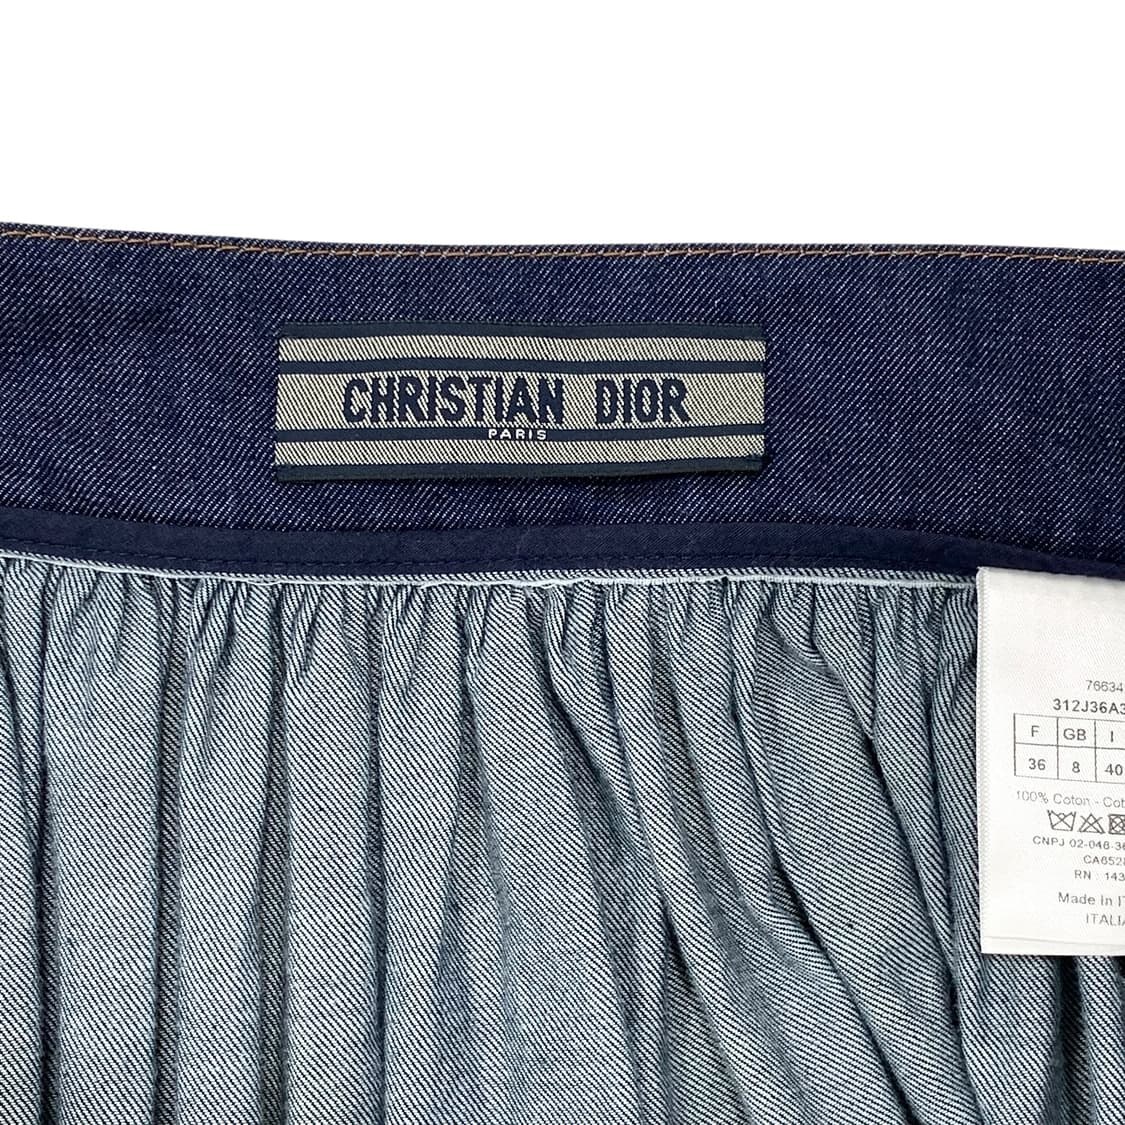 CHRISTIAN DIOR
PARIS
76634
312J36A3
F GB I
36 8 40
100% Coton - Cot
CNPJ 02-046-36
CA652
RN : 143
Made in IT
ITALIA